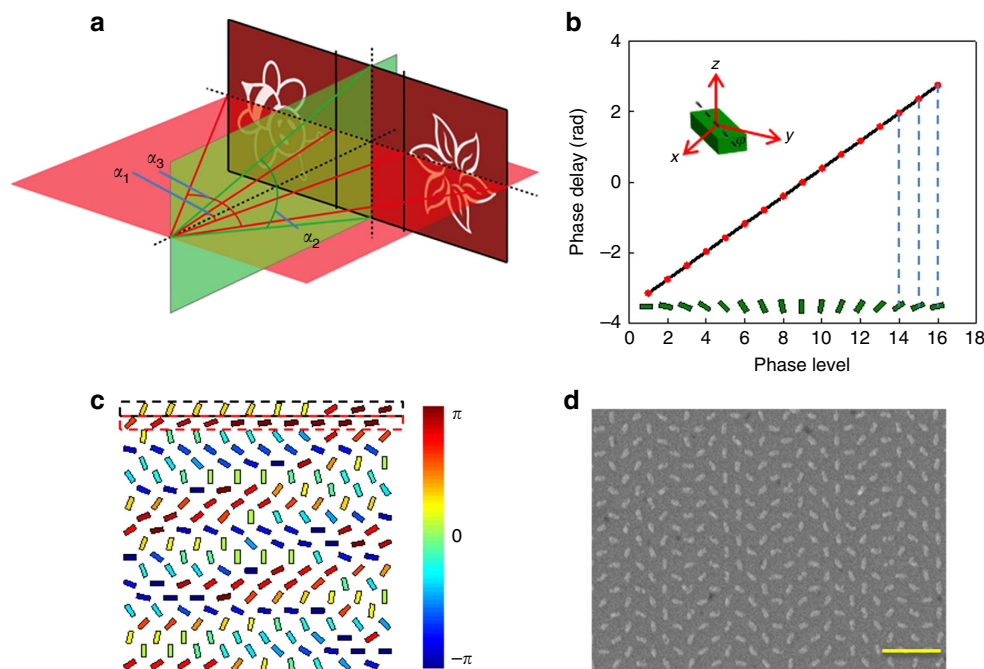 a
α3
α1
α2
b
4
2
0
−2
−4
Phase delay (rad)
z
y
x
φ
0 2 4 6 8 10 12 14 16 18
Phase level
c
π
0
−π
d